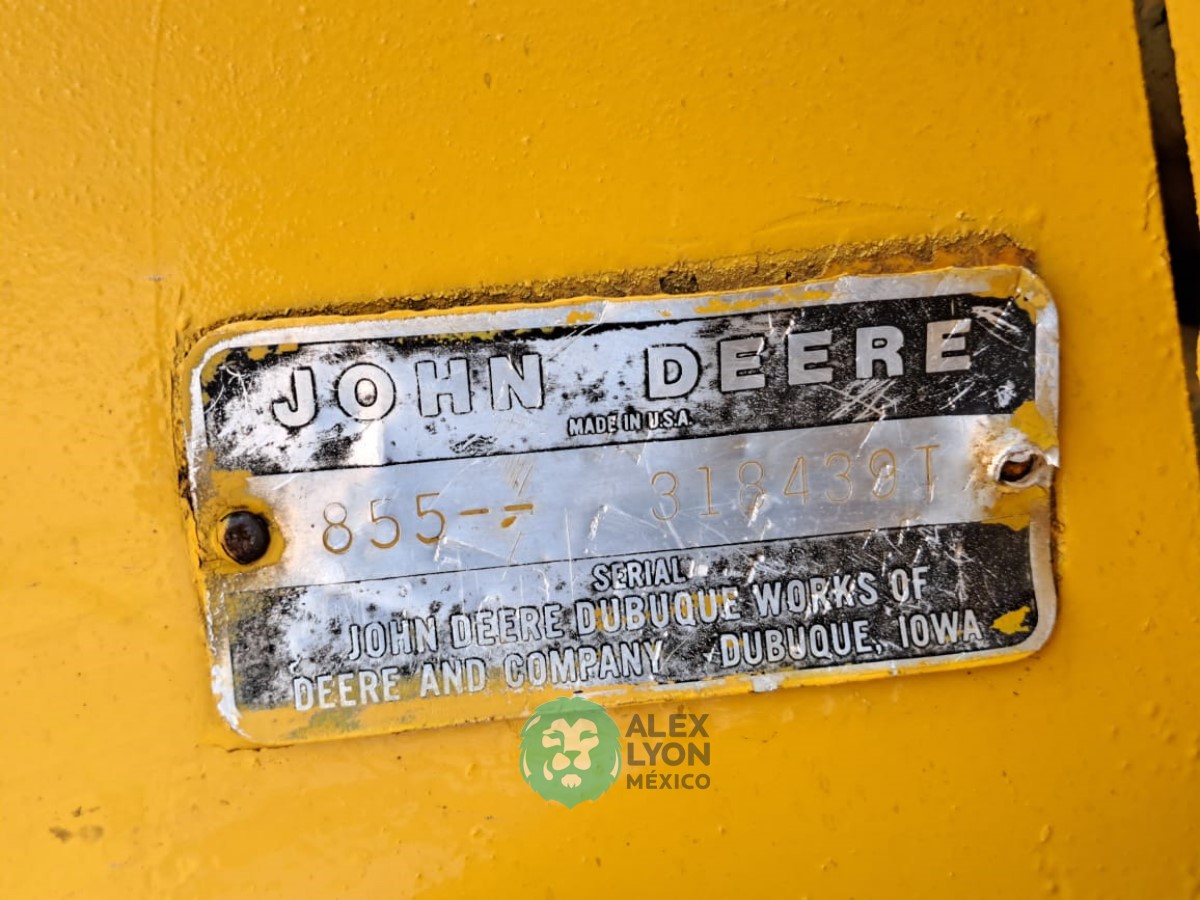 JOHN DEERE
MADE IN U.S.A.
855-- 318439T
SERIAL
JOHN DEERE DUBUQUE WORKS OF
DEERE AND COMPANY DUBUQUE, IOWA
ALEX
LYON
MÉXICO